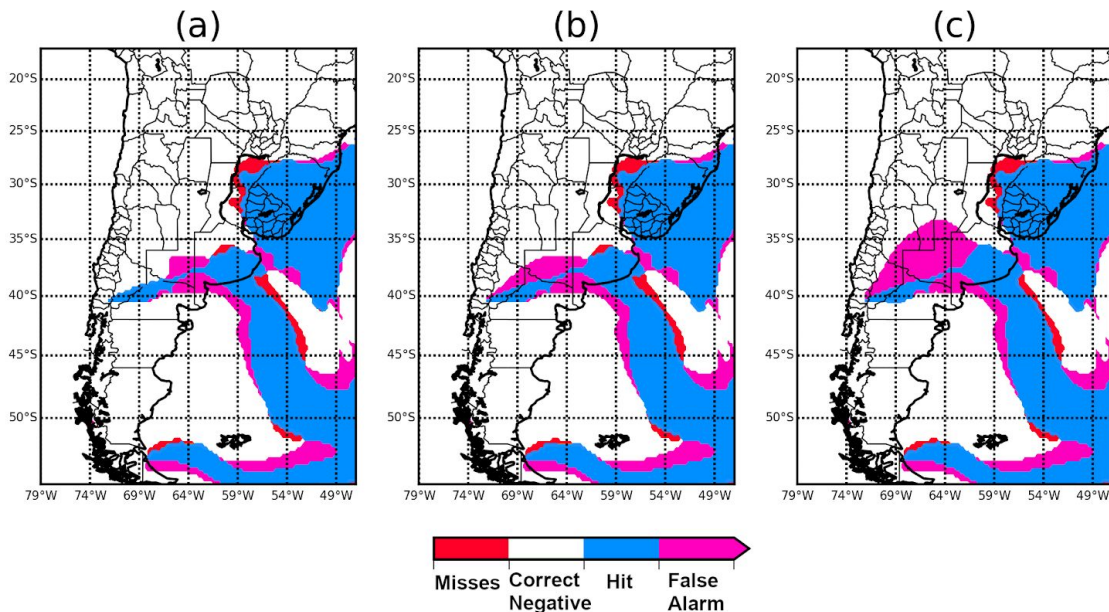 (a) (b) (c)
20°S 20°S 20°S
25°S 25°S 25°S
30°S 30°S 30°S
35°S 35°S 35°S
40°S 40°S 40°S
45°S 45°S 45°S
50°S 50°S 50°S
79°W 74°W 69°W 64°W 59°W 54°W 49°W 79°W 74°W 69°W 64°W 59°W 54°W 49°W 79°W 74°W 69°W 64°W 59°W 54°W 49°W
Misses Correct Hit False
Negative Alarm